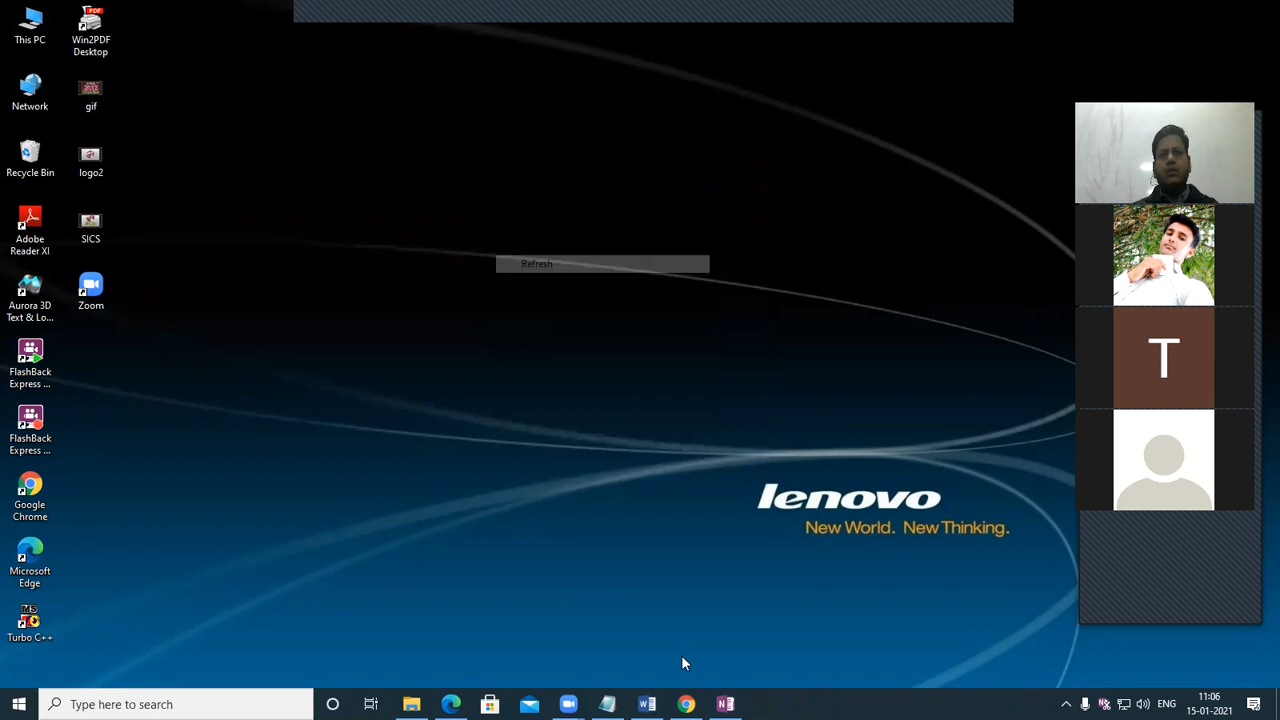 This PC
Win2PDF
Desktop
PDF
Network
gif
Recycle Bin
logo2
Adobe
Reader XI
SICS
Aurora 3D
Text & Lo...
Zoom
FlashBack
Express ...
FlashBack
Express ...
Google
Chrome
Microsoft
Edge
MS
Turbo C++
Refresh
T
lenovo
New World. New Thinking.
Type here to search
ENG
11:06
15-01-2021